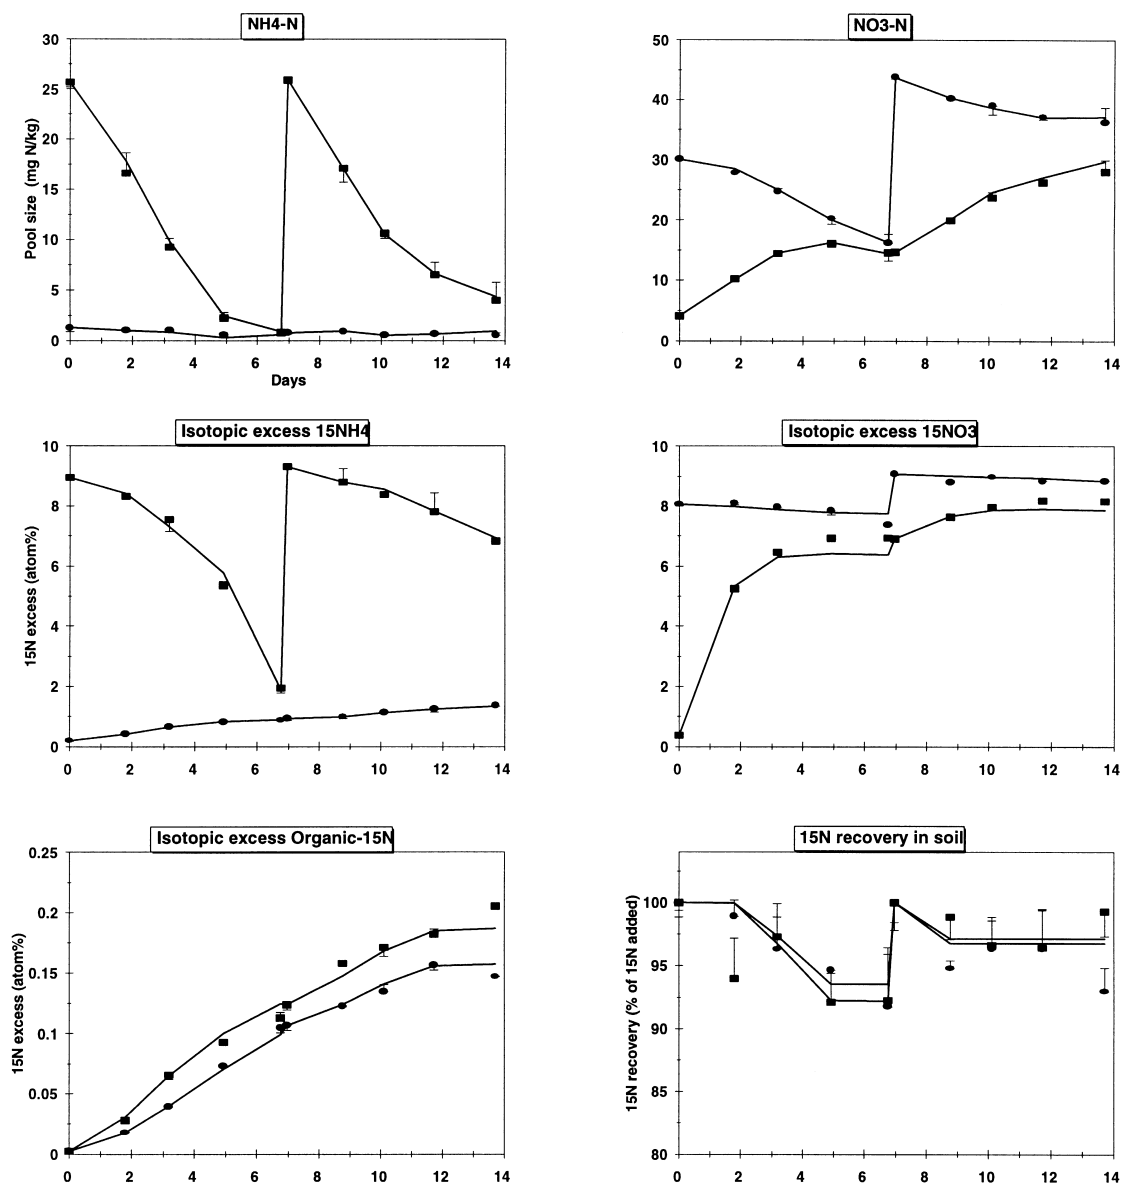 NH4-N
30
25
20
15
10
5
0
Pool size (mg N/kg)
0 2 4 6 8 10 12 14
Days
NO3-N
50
40
30
20
10
0
0 2 4 6 8 10 12 14
Isotopic excess 15NH4
10
8
6
4
2
0
15N excess (atom%)
0 2 4 6 8 10 12 14
Isotopic excess 15NO3
10
8
6
4
2
0
0 2 4 6 8 10 12 14
Isotopic excess Organic-15N
0.25
0.2
0.15
0.1
0.05
0
15N excess (atom%)
0 2 4 6 8 10 12 14
15N recovery in soil
100
95
90
85
80
15N recovery (% of 15N added)
0 2 4 6 8 10 12 14